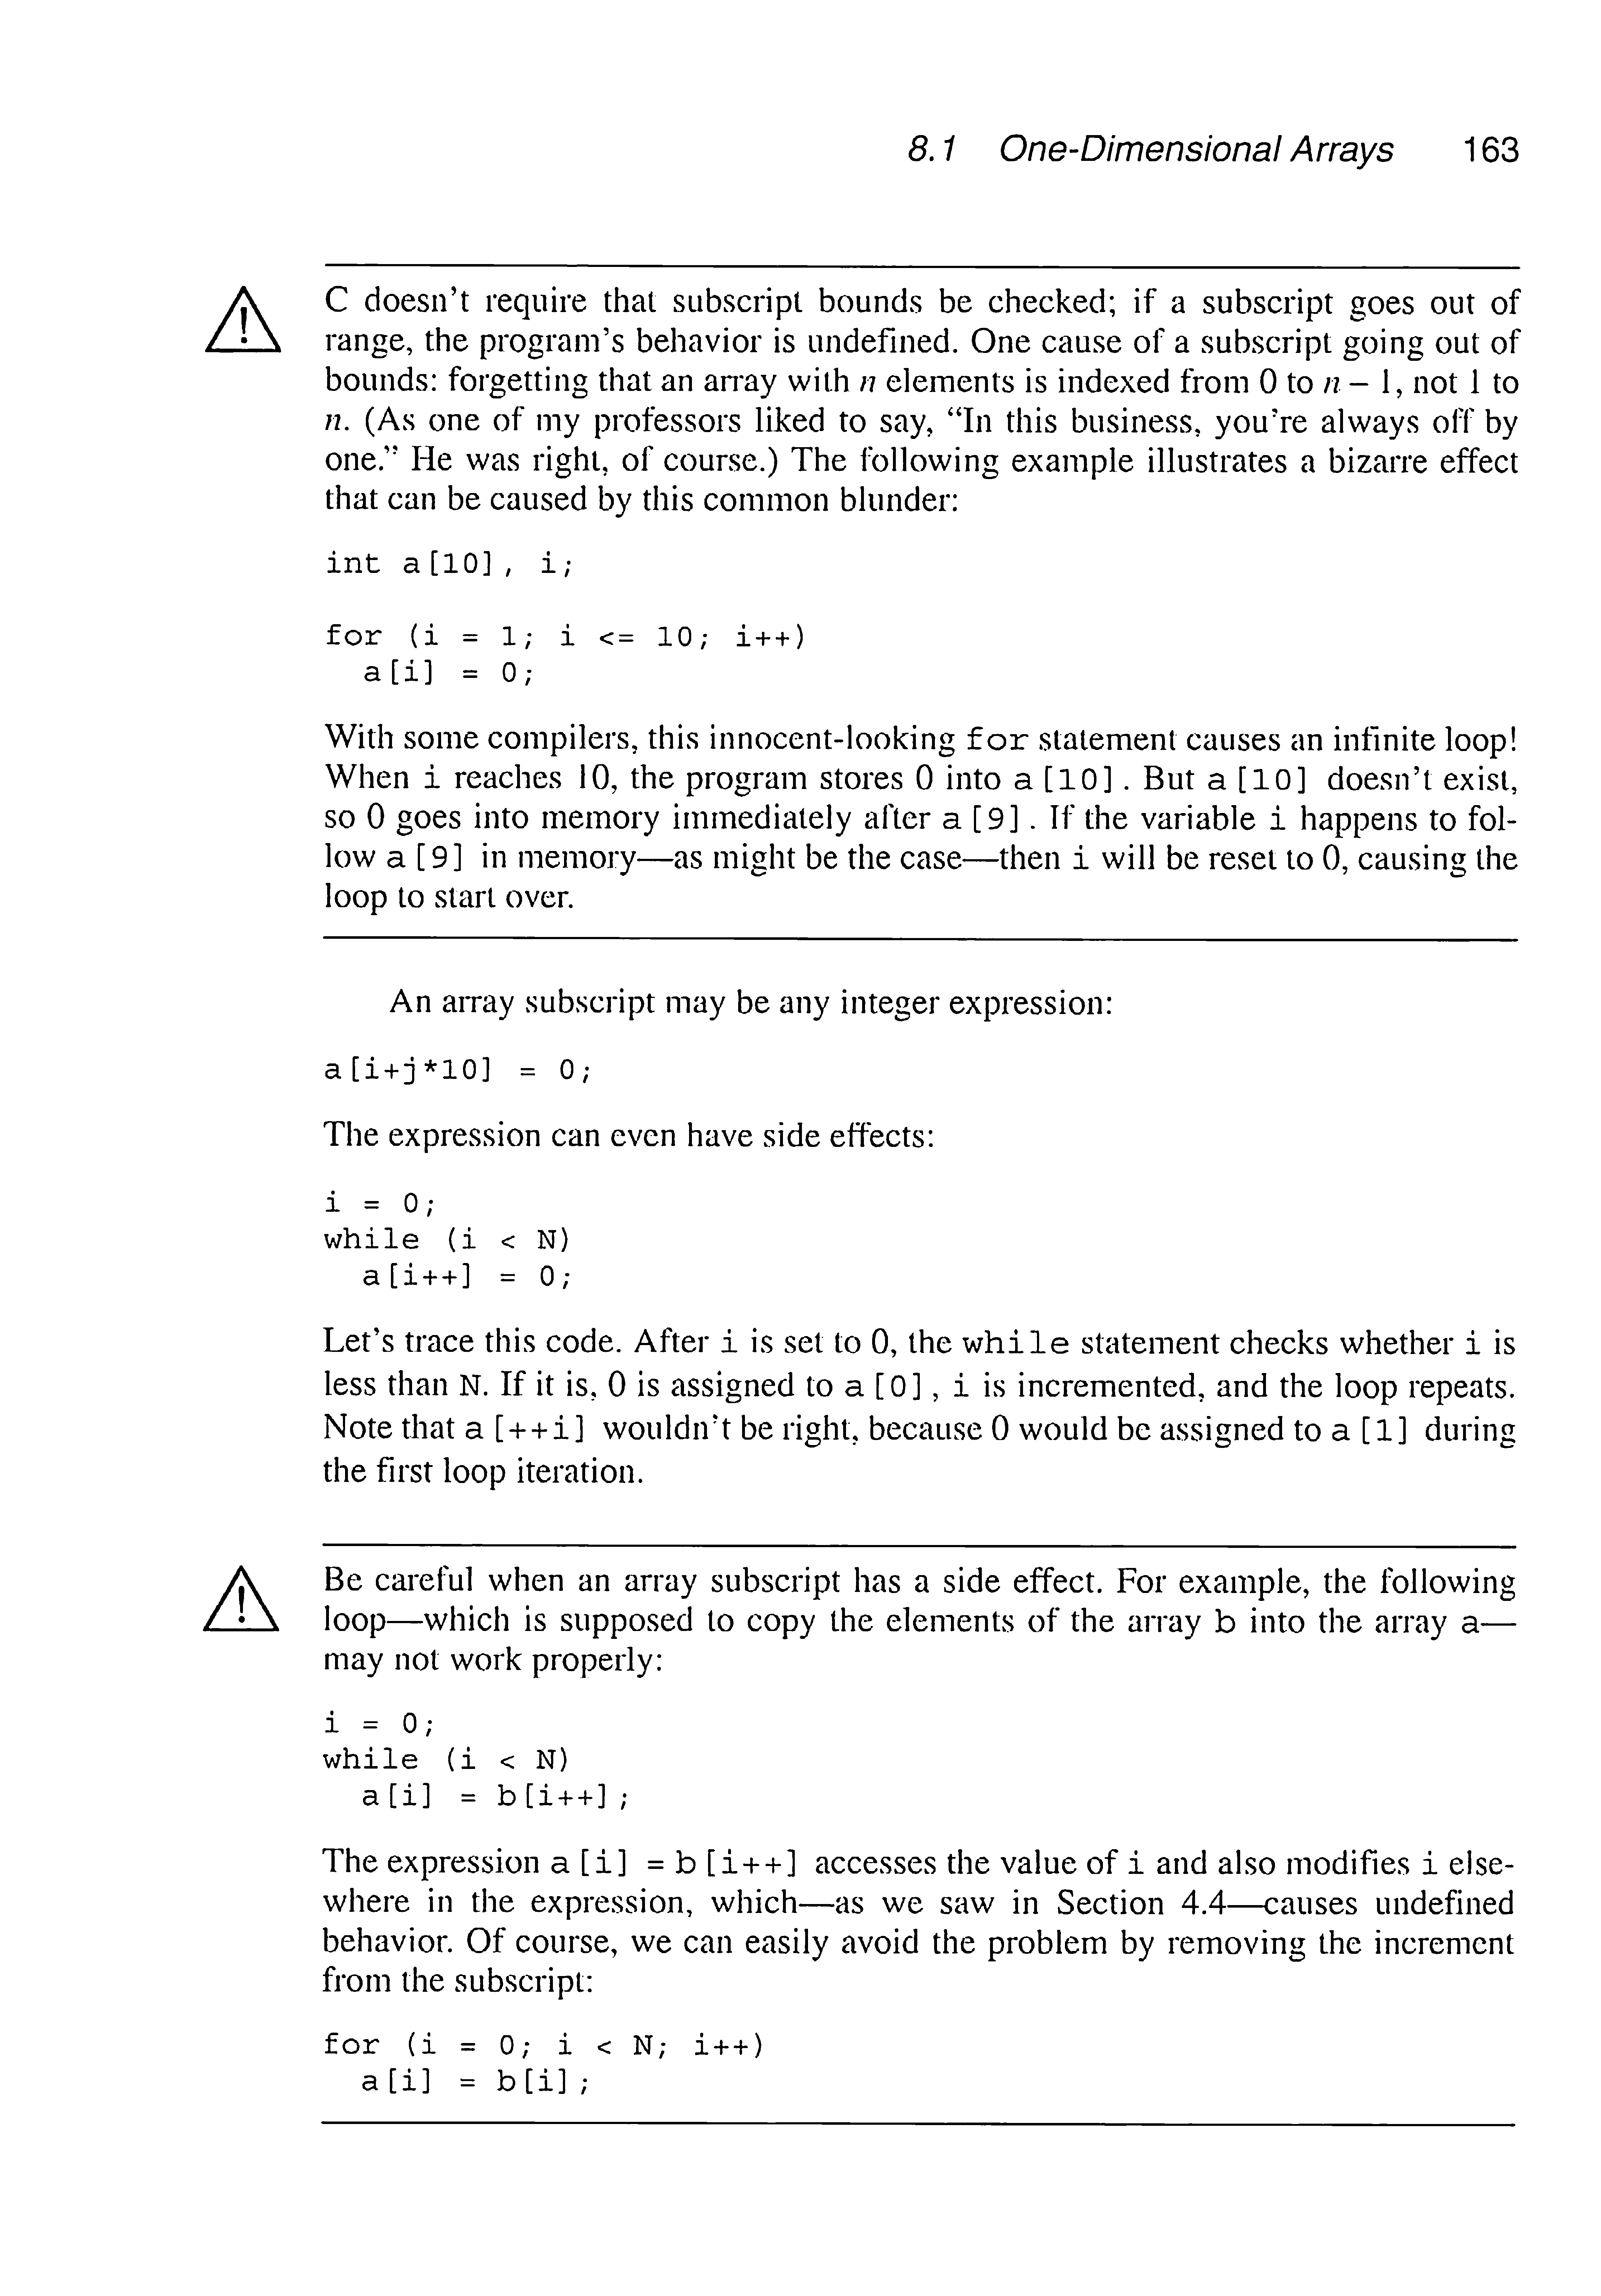 8.1 One-Dimensional Arrays 163
C doesn't require that subscript bounds be checked; if a subscript goes out of
range, the program's behavior is undefined. One cause of a subscript going out of
bounds: forgetting that an array with n elements is indexed from 0 to n – 1, not 1 to
n. (As one of my professors liked to say, “In this business, you're always off by
one.” He was right, of course.) The following example illustrates a bizarre effect
that can be caused by this common blunder:
int a[10], i;
for (i = 1; i <= 10; i++)
a[i] = 0;
With some compilers, this innocent-looking for statement causes an infinite loop!
When i reaches 10, the program stores 0 into a[10]. But a[10] doesn't exist,
so 0 goes into memory immediately after a[9]. If the variable i happens to fol-
low a[9] in memory—as might be the case—then i will be reset to 0, causing the
loop to start over.
An array subscript may be any integer expression:
a[i+j*10] = 0;
The expression can even have side effects:
i = 0;
while (i < N)
a[i++] = 0;
Let's trace this code. After i is set to 0, the while statement checks whether i is
less than N. If it is, 0 is assigned to a[0], i is incremented, and the loop repeats.
Note that a[++i] wouldn't be right, because 0 would be assigned to a[1] during
the first loop iteration.
Be careful when an array subscript has a side effect. For example, the following
loop—which is supposed to copy the elements of the array b into the array a—
may not work properly:
i = 0;
while (i < N)
a[i] = b[i++];
The expression a[i] = b[i++] accesses the value of i and also modifies i else-
where in the expression, which—as we saw in Section 4.4—causes undefined
behavior. Of course, we can easily avoid the problem by removing the increment
from the subscript:
for (i = 0; i < N; i++)
a[i] = b[i];